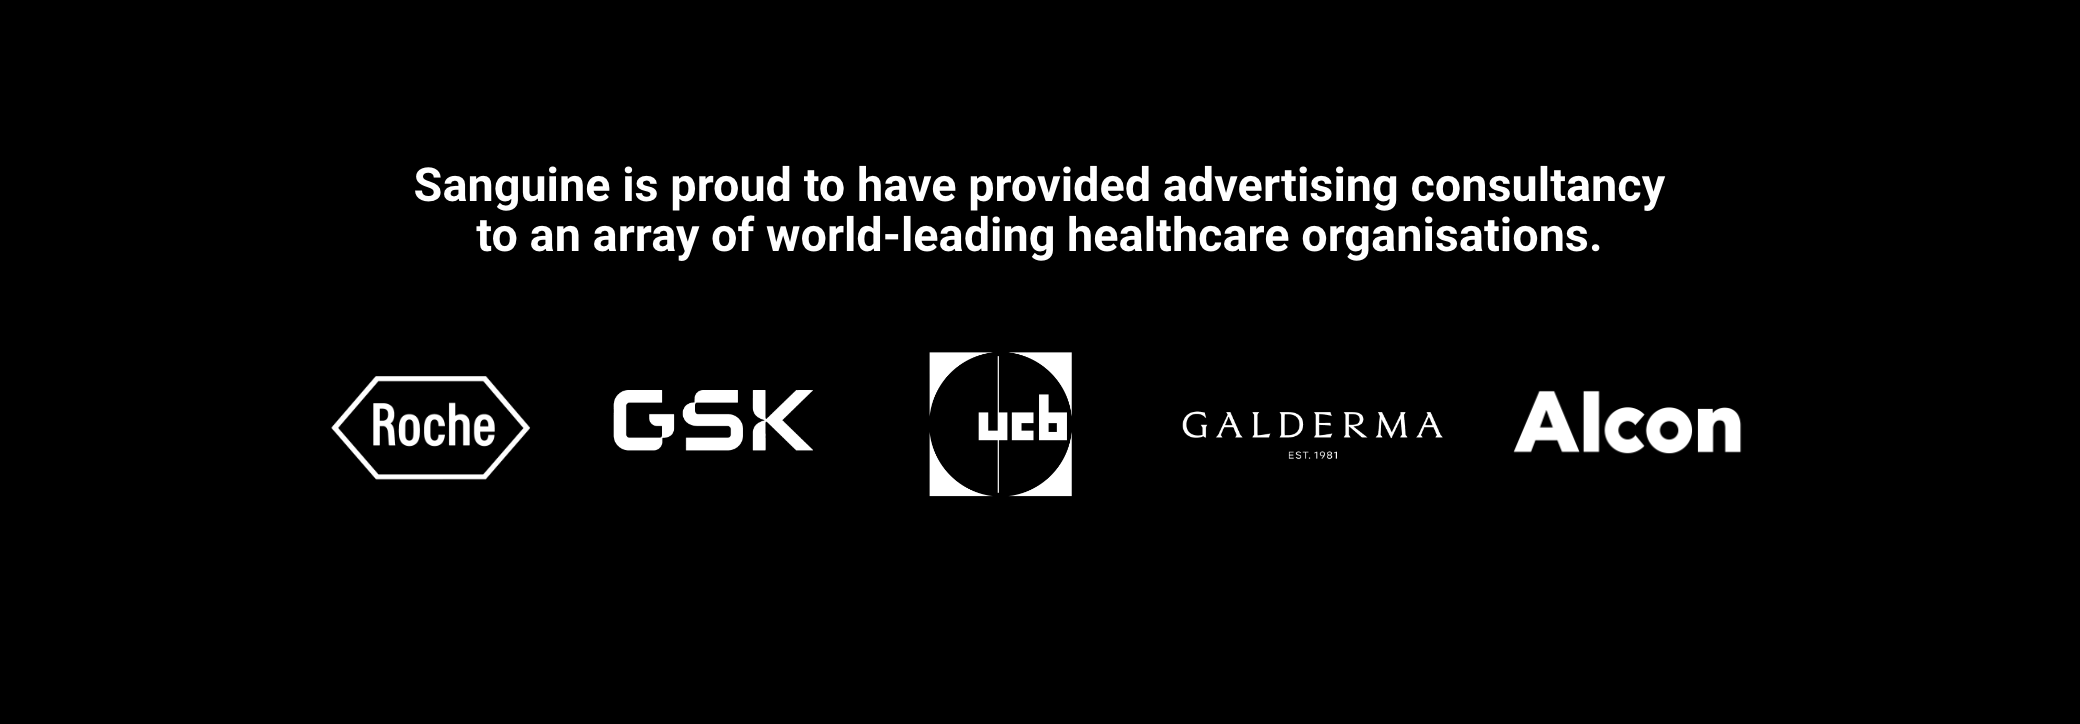 Sanguine is proud to have provided advertising consultancy
to an array of world-leading healthcare organisations.
Roche
GSK
ucb
GALDERMA
EST. 1981
Alcon